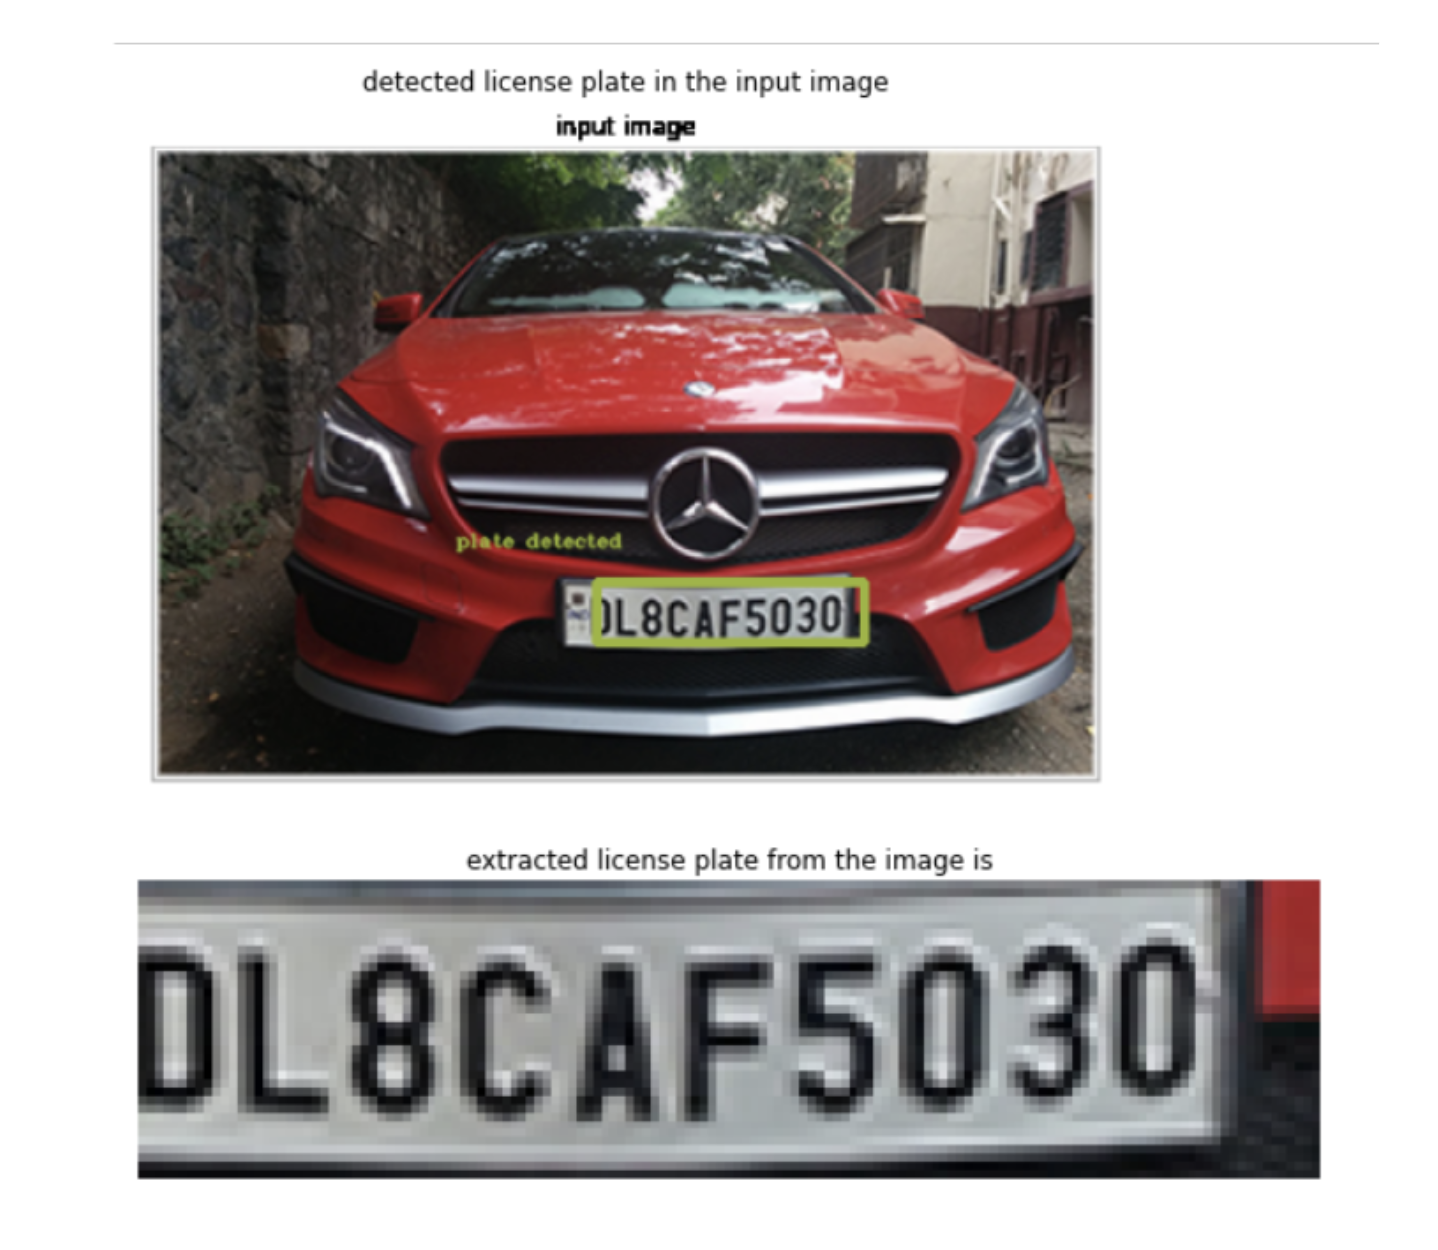 detected license plate in the input image
input image
plate detected
DL8CAF5030
extracted license plate from the image is
DL8CAF5030